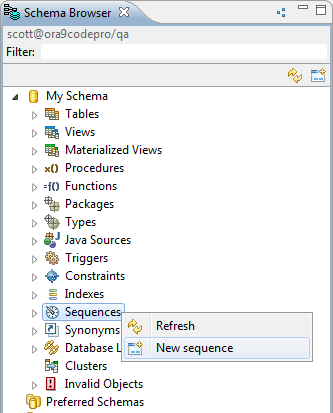 Schema Browser
scott@ora9codepro/qa
Filter:
My Schema
Tables
Views
Materialized Views
x() Procedures
=f() Functions
Packages
Types
Java Sources
Triggers
Constraints
Indexes
Sequences
Refresh
Synonyms
New sequence
Database L
Clusters
Invalid Objects
Preferred Schemas